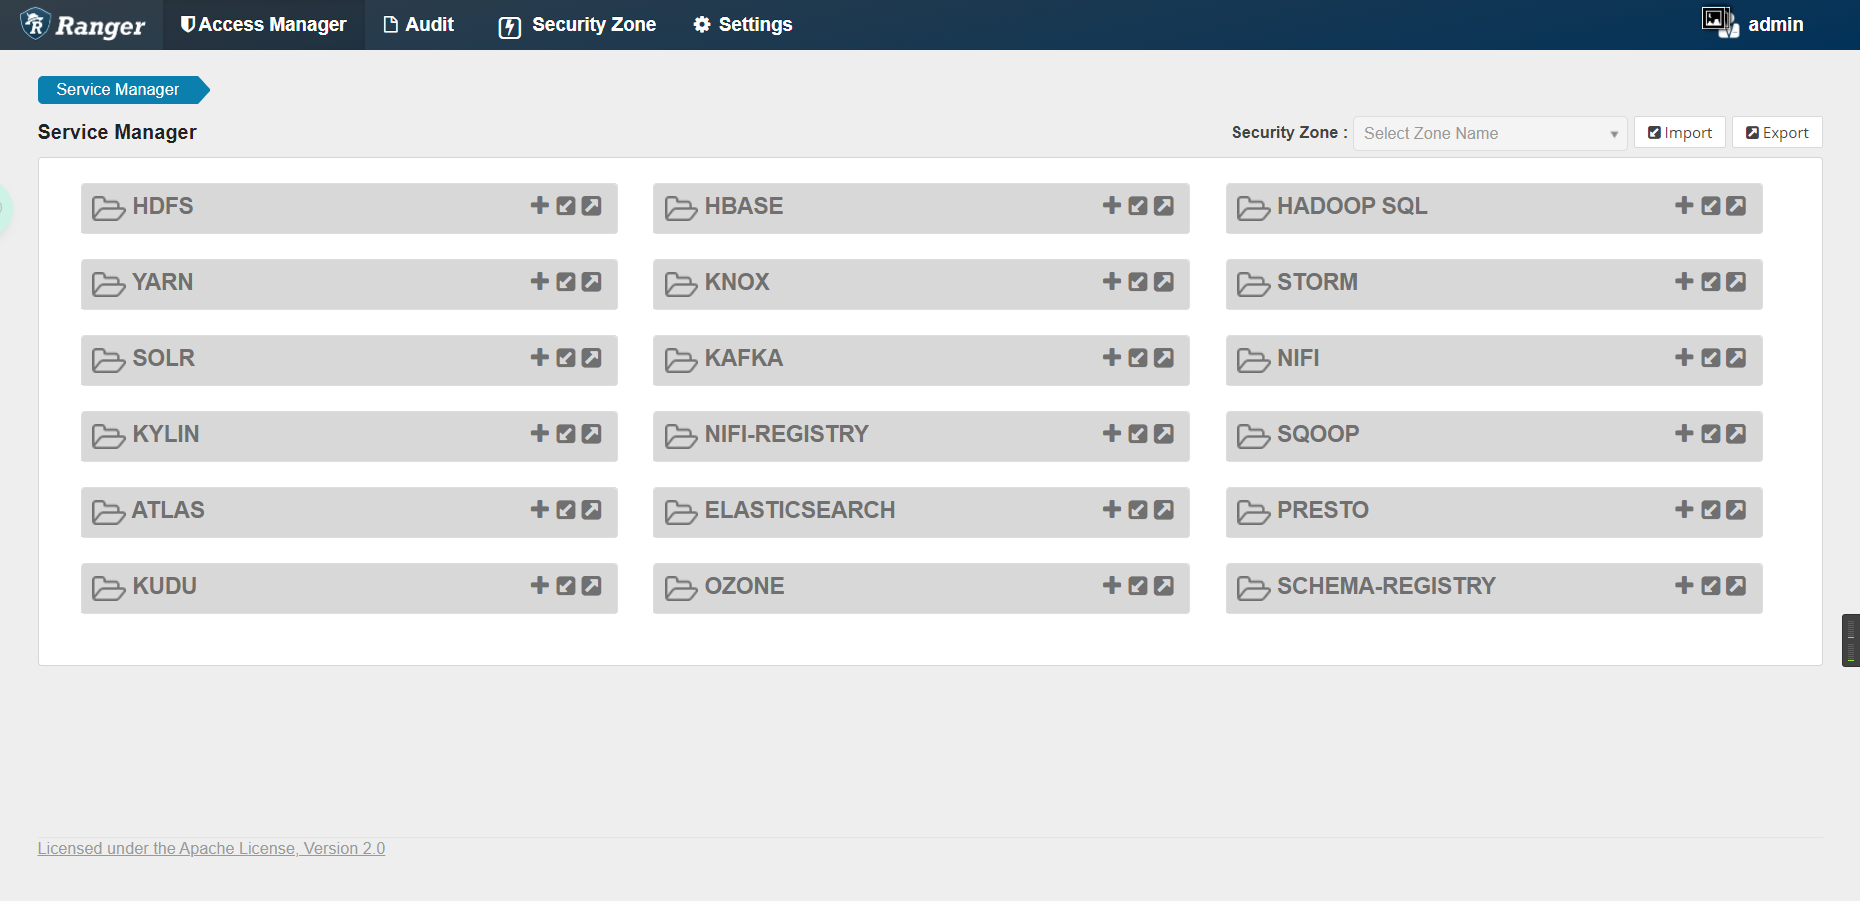 Ranger Access Manager Audit Security Zone Settings admin
Service Manager
Service Manager Security Zone : Select Zone Name Import Export
HDFS HBASE HADOOP SQL
YARN KNOX STORM
SOLR KAFKA NIFI
KYLIN NIFI-REGISTRY SQOOP
ATLAS ELASTICSEARCH PRESTO
KUDU OZONE SCHEMA-REGISTRY
Licensed under the Apache License, Version 2.0